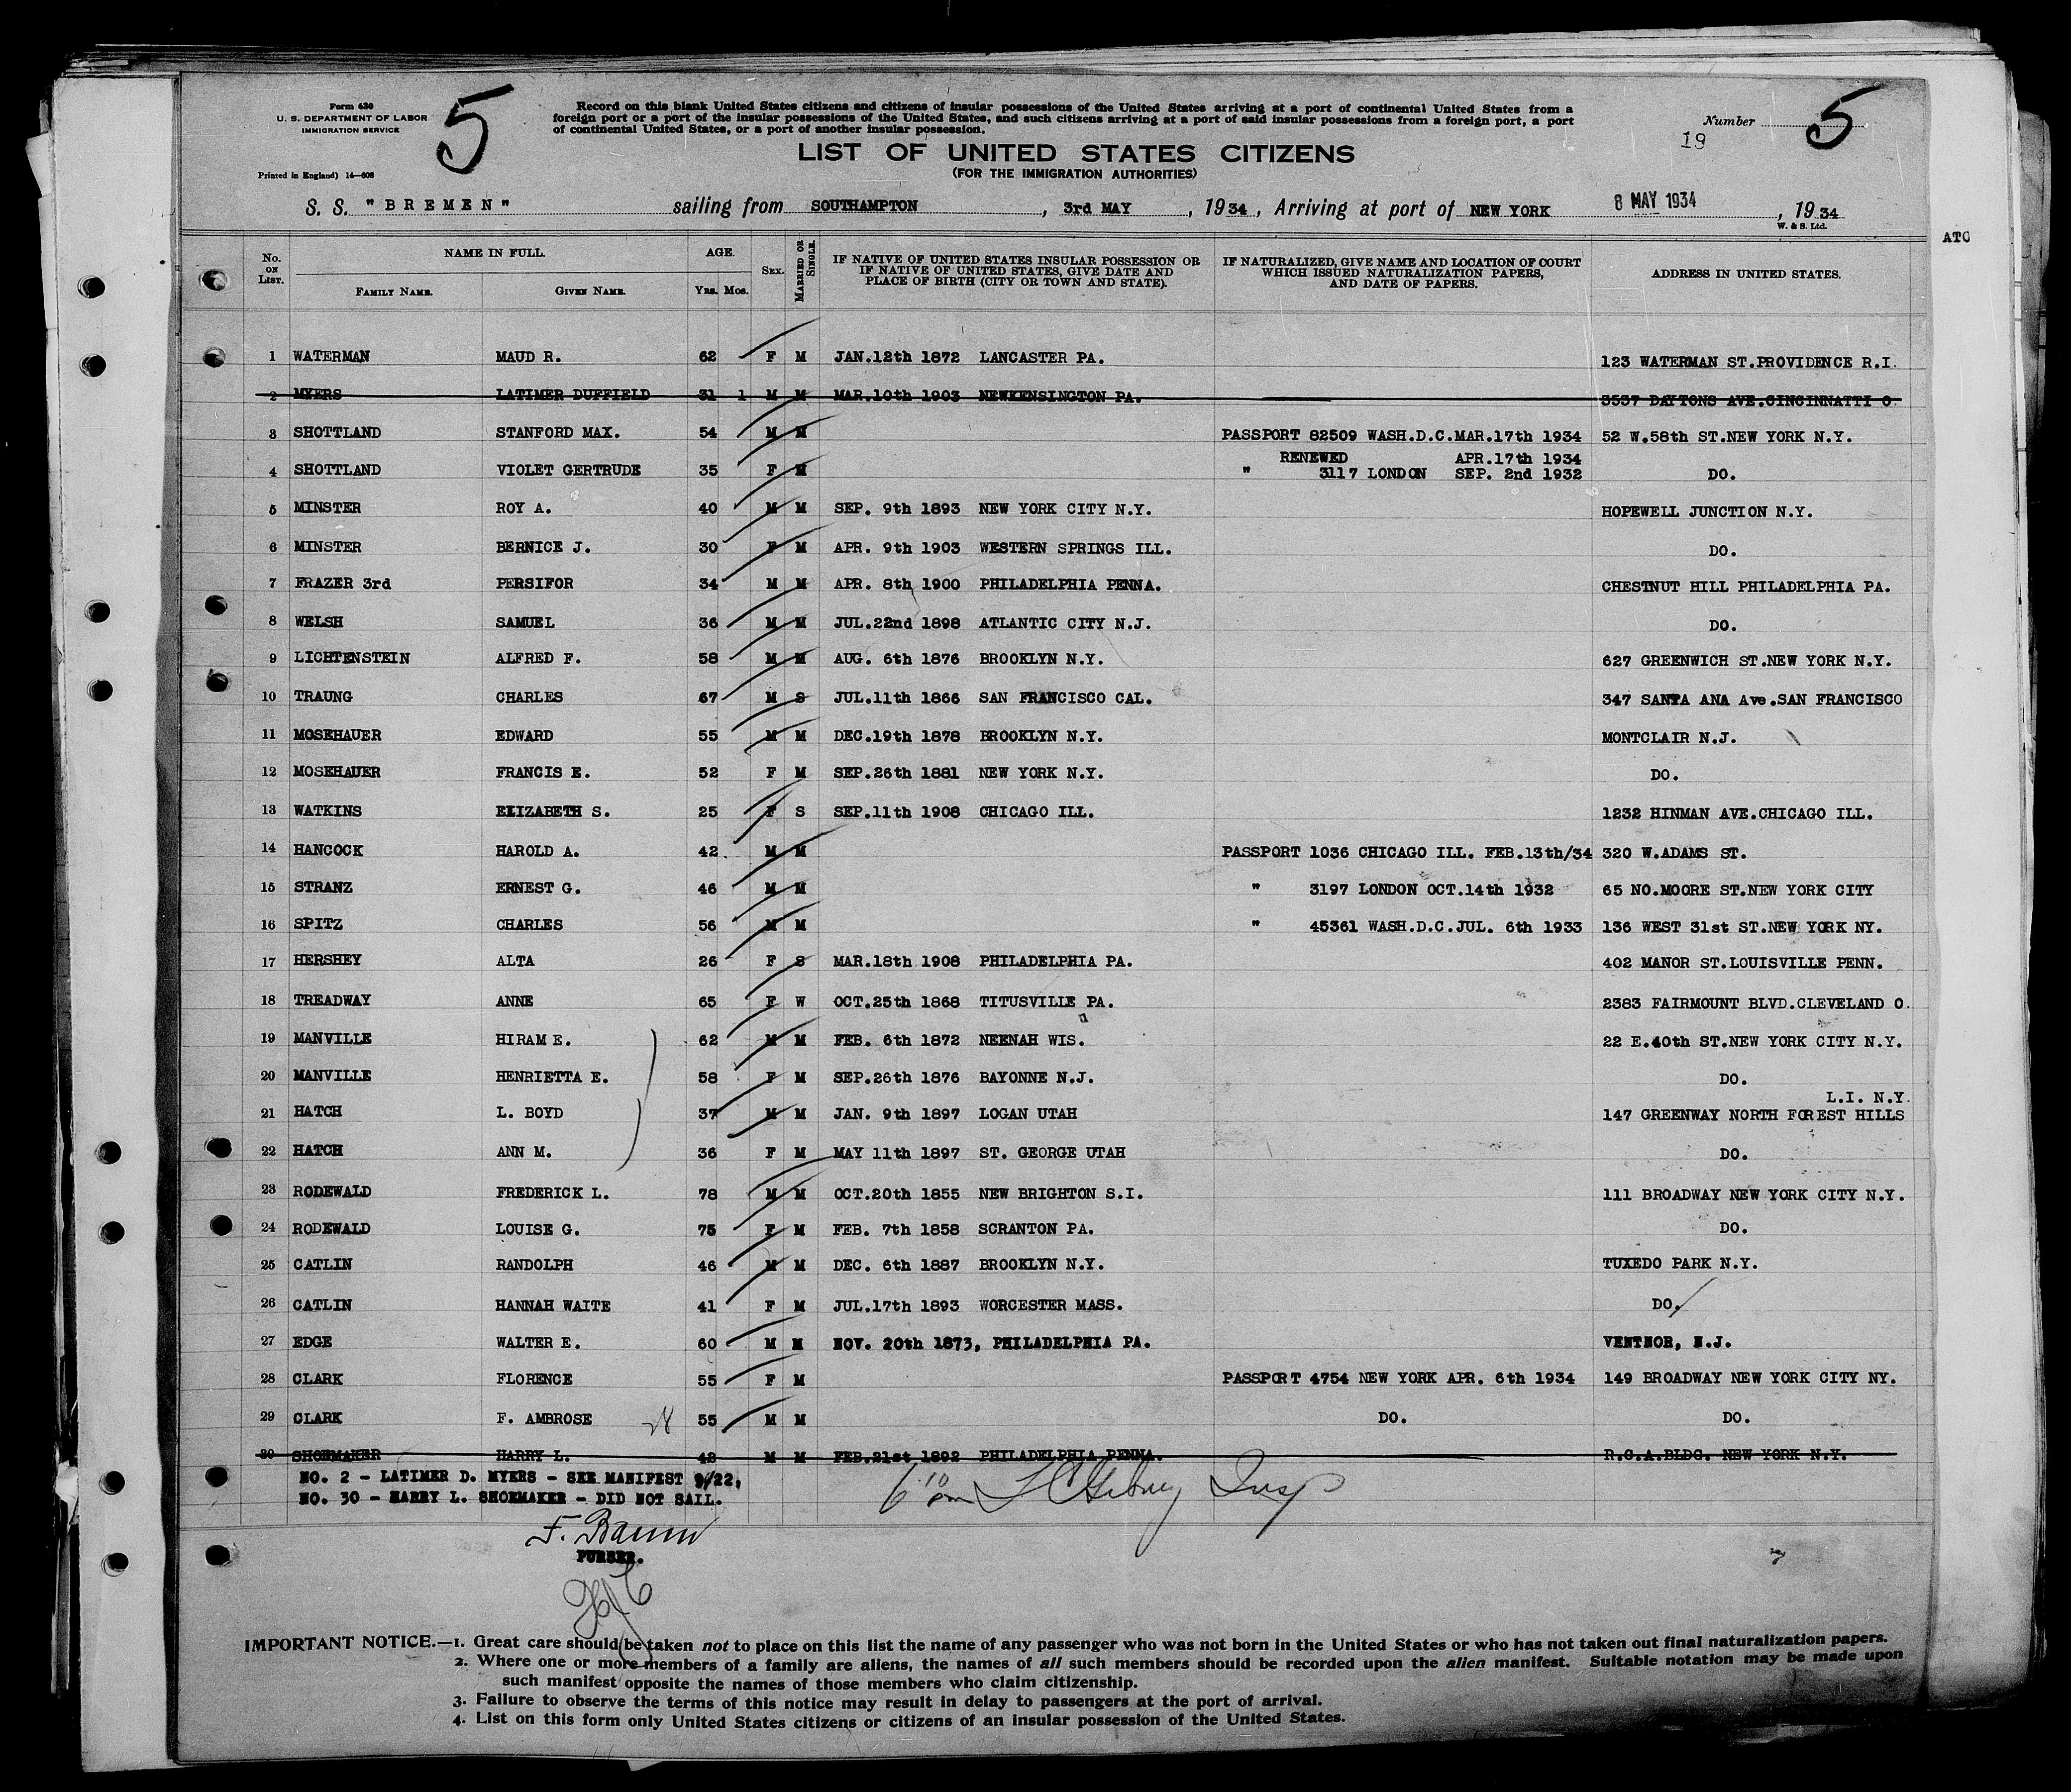 Form 630
U. S. DEPARTMENT OF LABOR
IMMIGRATION SERVICE
Printed in England) 14—608
5
Record on this blank United States citizens and citizens of insular possessions of the United States arriving at a port of continental United States from a
foreign port or a port of the insular possessions of the United States, and such citizens arriving at a port of said insular possessions from a foreign port, a port
of continental United States, or a port of another insular possession.
Number 5
19
LIST OF UNITED STATES CITIZENS
(FOR THE IMMIGRATION AUTHORITIES)
S. S. "BREMEN" sailing from SOUTHAMPTON, 3rd MAY, 1934, Arriving at port of NEW YORK 8 MAY 1934, 1934
W. & S. Ltd.
ATO
No. ON LIST. NAME IN FULL. FAMILY NAME. GIVEN NAME. AGE. YRS. MOS. SEX. MARRIED OR SINGLE. IF NATIVE OF UNITED STATES INSULAR POSSESSION OR IF NATIVE OF UNITED STATES, GIVE DATE AND PLACE OF BIRTH (CITY OR TOWN AND STATE). IF NATURALIZED, GIVE NAME AND LOCATION OF COURT WHICH ISSUED NATURALIZATION PAPERS, AND DATE OF PAPERS. ADDRESS IN UNITED STATES.
1 WATERMAN MAUD R. 62 F M JAN.12th 1872 LANCASTER PA. 123 WATERMAN ST.PROVIDENCE R.I.
2 MYERS LATIMER DUFFIELD 31 1 M M MAR.10th 1903 NEWKENSINGTON PA. 3537 DAYTONS AVE.CINCINNATTI O.
3 SHOTTLAND STANFORD MAX. 54 M M PASSPORT 82509 WASH.D.C.MAR.17th 1934 52 W.58th ST.NEW YORK N.Y.
RENEWED APR.17th 1934
4 SHOTTLAND VIOLET GERTRUDE 35 F M " 3117 LONDON SEP. 2nd 1932 DO.
5 MINSTER ROY A. 40 M M SEP. 9th 1893 NEW YORK CITY N.Y. HOPEWELL JUNCTION N.Y.
6 MINSTER BERNICE J. 30 F M APR. 9th 1903 WESTERN SPRINGS ILL. DO.
7 FRAZER 3rd PERSIFOR 34 M M APR. 8th 1900 PHILADELPHIA PENNA. CHESTNUT HILL PHILADELPHIA PA.
8 WELSH SAMUEL 36 M M JUL.22nd 1898 ATLANTIC CITY N.J. DO.
9 LICHTENSTEIN ALFRED F. 58 M M AUG. 6th 1876 BROOKLYN N.Y. 627 GREENWICH ST.NEW YORK N.Y.
10 TRAUNG CHARLES 67 M S JUL.11th 1866 SAN FRANCISCO CAL. 347 SANTA ANA Ave.SAN FRANCISCO
11 MOSEHAUER EDWARD 55 M M DEC.19th 1878 BROOKLYN N.Y. MONTCLAIR N.J.
12 MOSEHAUER FRANCIS E. 52 F M SEP.26th 1881 NEW YORK N.Y. DO.
13 WATKINS ELIZABETH S. 25 F S SEP.11th 1908 CHICAGO ILL. 1232 HINMAN AVE.CHICAGO ILL.
14 HANCOCK HAROLD A. 42 M M PASSPORT 1036 CHICAGO ILL. FEB.13th/34 320 W.ADAMS ST.
15 STRANZ ERNEST G. 46 M M " 3197 LONDON OCT.14th 1932 65 NO.MOORE ST.NEW YORK CITY
16 SPITZ CHARLES 56 M M " 45361 WASH.D.C.JUL. 6th 1933 136 WEST 31st ST.NEW YORK NY.
17 HERSHEY ALTA 26 F S MAR.18th 1908 PHILADELPHIA PA. 402 MANOR ST.LOUISVILLE PENN.
18 TREADWAY ANNE 65 F W OCT.25th 1868 TITUSVILLE PA. 2383 FAIRMOUNT BLVD.CLEVELAND O.
19 MANVILLE HIRAM E. 62 M M FEB. 6th 1872 NEENAH WIS. 22 E.40th ST.NEW YORK CITY N.Y.
20 MANVILLE HENRIETTA E. 58 F M SEP.26th 1876 BAYONNE N.J. DO.
L.I. N.Y.
21 HATCH L. BOYD 37 M M JAN. 9th 1897 LOGAN UTAH 147 GREENWAY NORTH FOREST HILLS
22 HATCH ANN M. 36 F M MAY 11th 1897 ST. GEORGE UTAH DO.
23 RODEWALD FREDERICK L. 78 M M OCT.20th 1855 NEW BRIGHTON S.I. 111 BROADWAY NEW YORK CITY N.Y.
24 RODEWALD LOUISE G. 75 F M FEB. 7th 1858 SCRANTON PA. DO.
25 CATLIN RANDOLPH 46 M M DEC. 6th 1887 BROOKLYN N.Y. TUXEDO PARK N.Y.
26 CATLIN HANNAH WAITE 41 F M JUL.17th 1893 WORCESTER MASS. DO.
27 EDGE WALTER E. 60 M M NOV. 20th 1873, PHILADELPHIA PA. VENTNOR, N.J.
28 CLARK FLORENCE 55 F M PASSPORT 4754 NEW YORK APR. 6th 1934 149 BROADWAY NEW YORK CITY NY.
29 CLARK F. AMBROSE 28 55 M M DO. DO.
30 SHOEMAKER HARRY L. 42 M M FEB.21st 1892 PHILADELPHIA PENNA. R.C.A.BLDG. NEW YORK N.Y.
NO. 2 - LATIMER D. MYERS - SEE MANIFEST 9/22,
NO. 30 - HARRY L. SHOEMAKER - DID NOT SAIL.
Insp
F. Baum
PURSER.
IMPORTANT NOTICE.—1. Great care should be taken not to place on this list the name of any passenger who was not born in the United States or who has not taken out final naturalization papers.
2. Where one or more members of a family are aliens, the names of all such members should be recorded upon the alien manifest. Suitable notation may be made upon
such manifest opposite the names of those members who claim citizenship.
3. Failure to observe the terms of this notice may result in delay to passengers at the port of arrival.
4. List on this form only United States citizens or citizens of an insular possession of the United States.